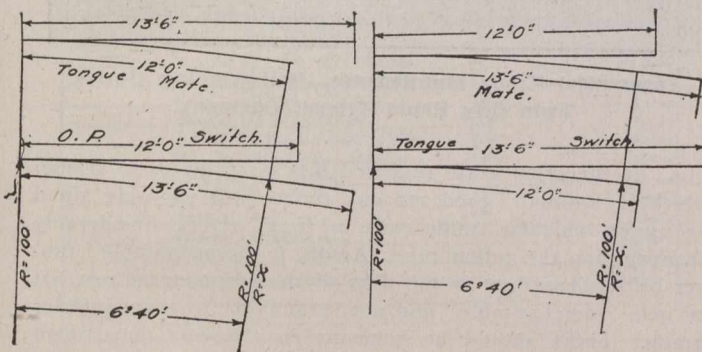 13'6"
12'0"
Tongue Mate.
O.P. 12'0" Switch.
13'6"
R=100'
R=100'
R=x.
6°40'
12'0"
13'6"
Mate.
Tongue 13'6" Switch.
12'0"
R=100'
R=100'
R=x.
6°40'